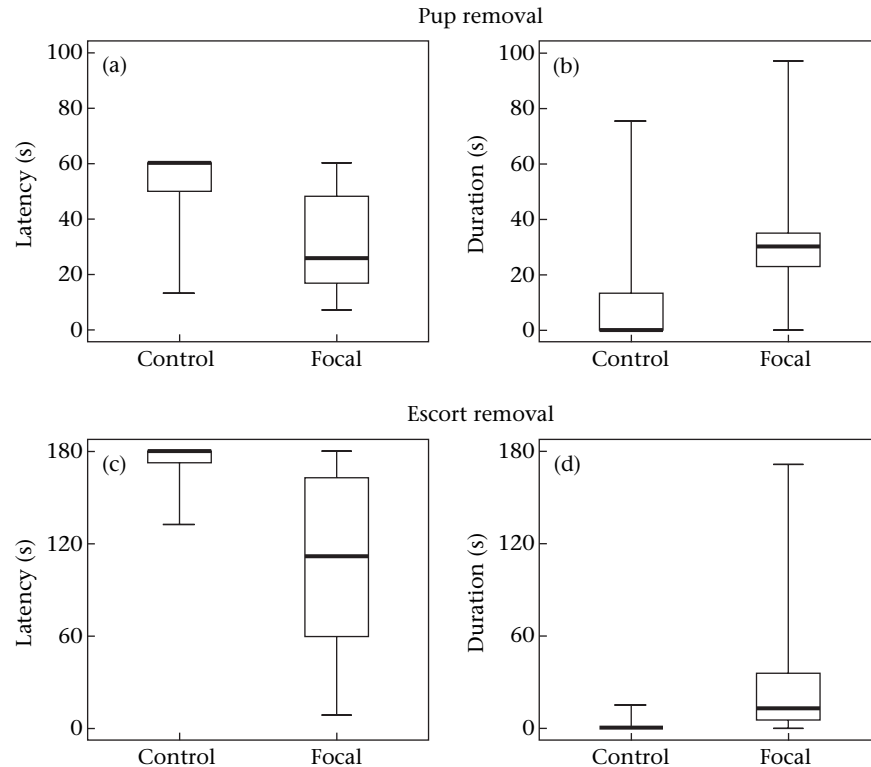 Pup removal
(a)
100
80
60
40
20
0
Latency (s)
Control Focal
(b)
100
80
60
40
20
0
Duration (s)
Control Focal
Escort removal
(c)
180
120
60
0
Latency (s)
Control Focal
(d)
180
120
60
0
Duration (s)
Control Focal